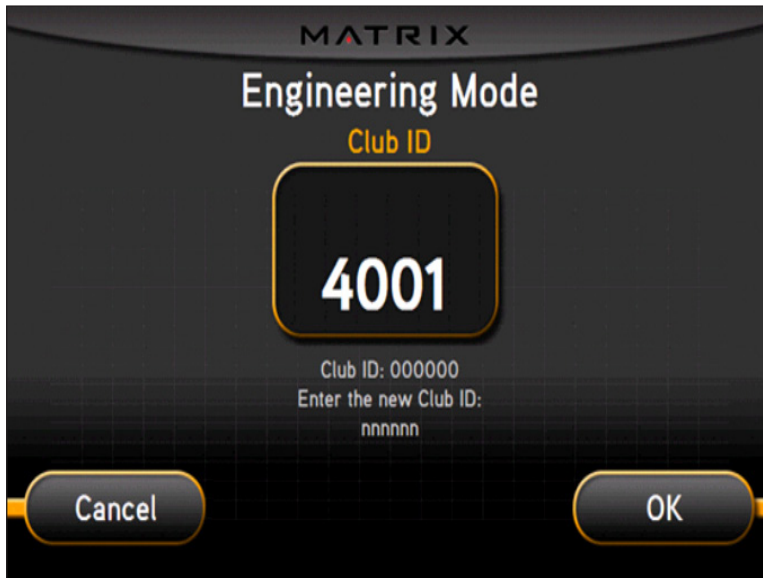 MATRIX
Engineering Mode
Club ID
4001
Club ID: 000000
Enter the new Club ID:
nnnnnn
Cancel
OK